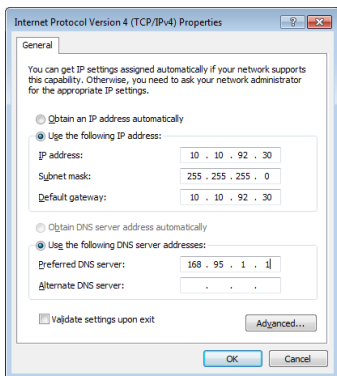 Internet Protocol Version 4 (TCP/IPv4) Properties
General
You can get IP settings assigned automatically if your network supports
this capability. Otherwise, you need to ask your network administrator
for the appropriate IP settings.
Obtain an IP address automatically
Use the following IP address:
IP address: 10 . 10 . 92 . 30
Subnet mask: 255 . 255 . 255 . 0
Default gateway: 10 . 10 . 92 . 30
Obtain DNS server address automatically
Use the following DNS server addresses:
Preferred DNS server: 168 . 95 . 1 . 1
Alternate DNS server: . . .
Validate settings upon exit
Advanced...
OK Cancel